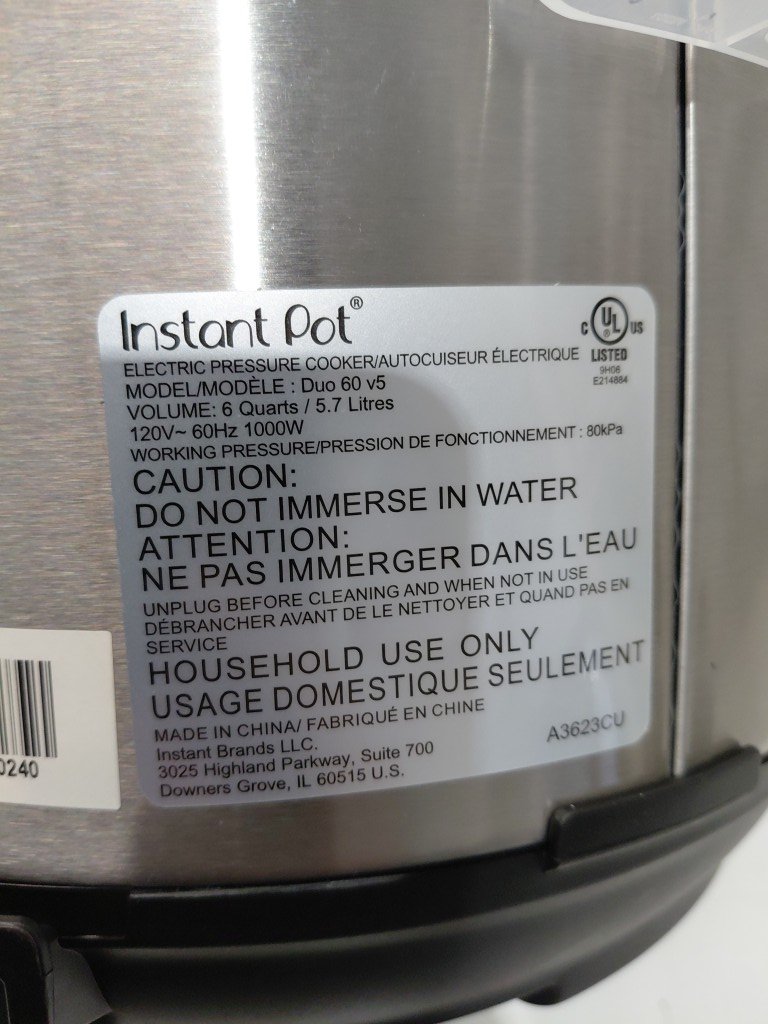 Instant Pot®
C UL® US
LISTED
9H06
E214884
ELECTRIC PRESSURE COOKER/AUTOCUISEUR ÉLECTRIQUE
MODEL/MODÈLE : Duo 60 v5
VOLUME: 6 Quarts / 5.7 Litres
120V~ 60Hz 1000W
WORKING PRESSURE/PRESSION DE FONCTIONNEMENT : 80kPa
CAUTION:
DO NOT IMMERSE IN WATER
ATTENTION:
NE PAS IMMERGER DANS L'EAU
UNPLUG BEFORE CLEANING AND WHEN NOT IN USE
DÉBRANCHER AVANT DE LE NETTOYER ET QUAND PAS EN
SERVICE
HOUSEHOLD USE ONLY
USAGE DOMESTIQUE SEULEMENT
MADE IN CHINA/ FABRIQUÉ EN CHINE
Instant Brands LLC.
3025 Highland Parkway, Suite 700
Downers Grove, IL 60515 U.S.
A3623CU
0240